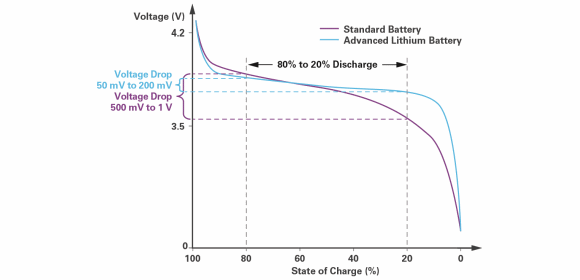 Voltage (V)
4.2
Standard Battery
Advanced Lithium Battery
80% to 20% Discharge
Voltage Drop
50 mV to 200 mV
Voltage Drop
500 mV to 1 V
3.5
0
100
80
60
40
20
0
State of Charge (%)